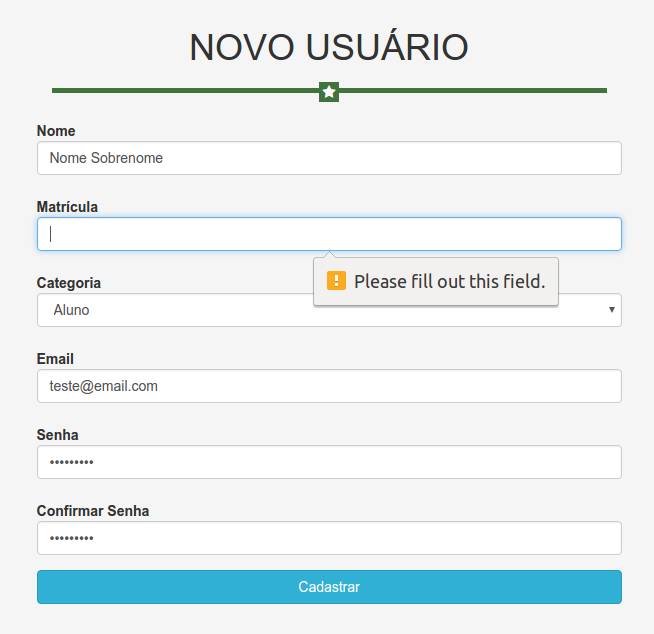 NOVO USUÁRIO
Nome
Nome Sobrenome
Matrícula
Please fill out this field.
Categoria
Aluno
Email
teste@email.com
Senha
•••••••••
Confirmar Senha
•••••••••
Cadastrar